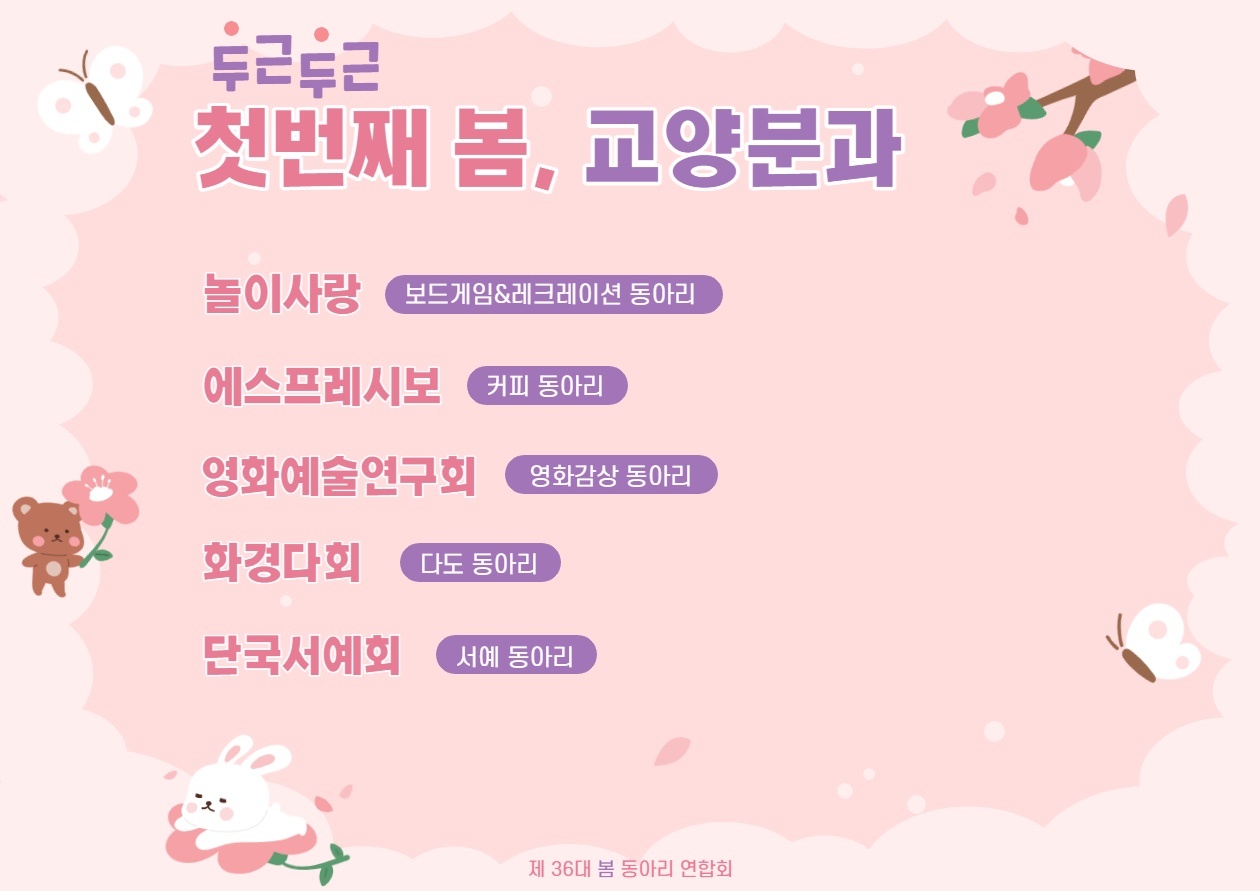 두근두근
첫번째 봄, 교양분과
놀이사랑 보드게임&레크레이션 동아리
에스프레시보 커피 동아리
영화예술연구회 영화감상 동아리
화경다회 다도 동아리
단국서예회 서예 동아리
제 36대 봄 동아리 연합회